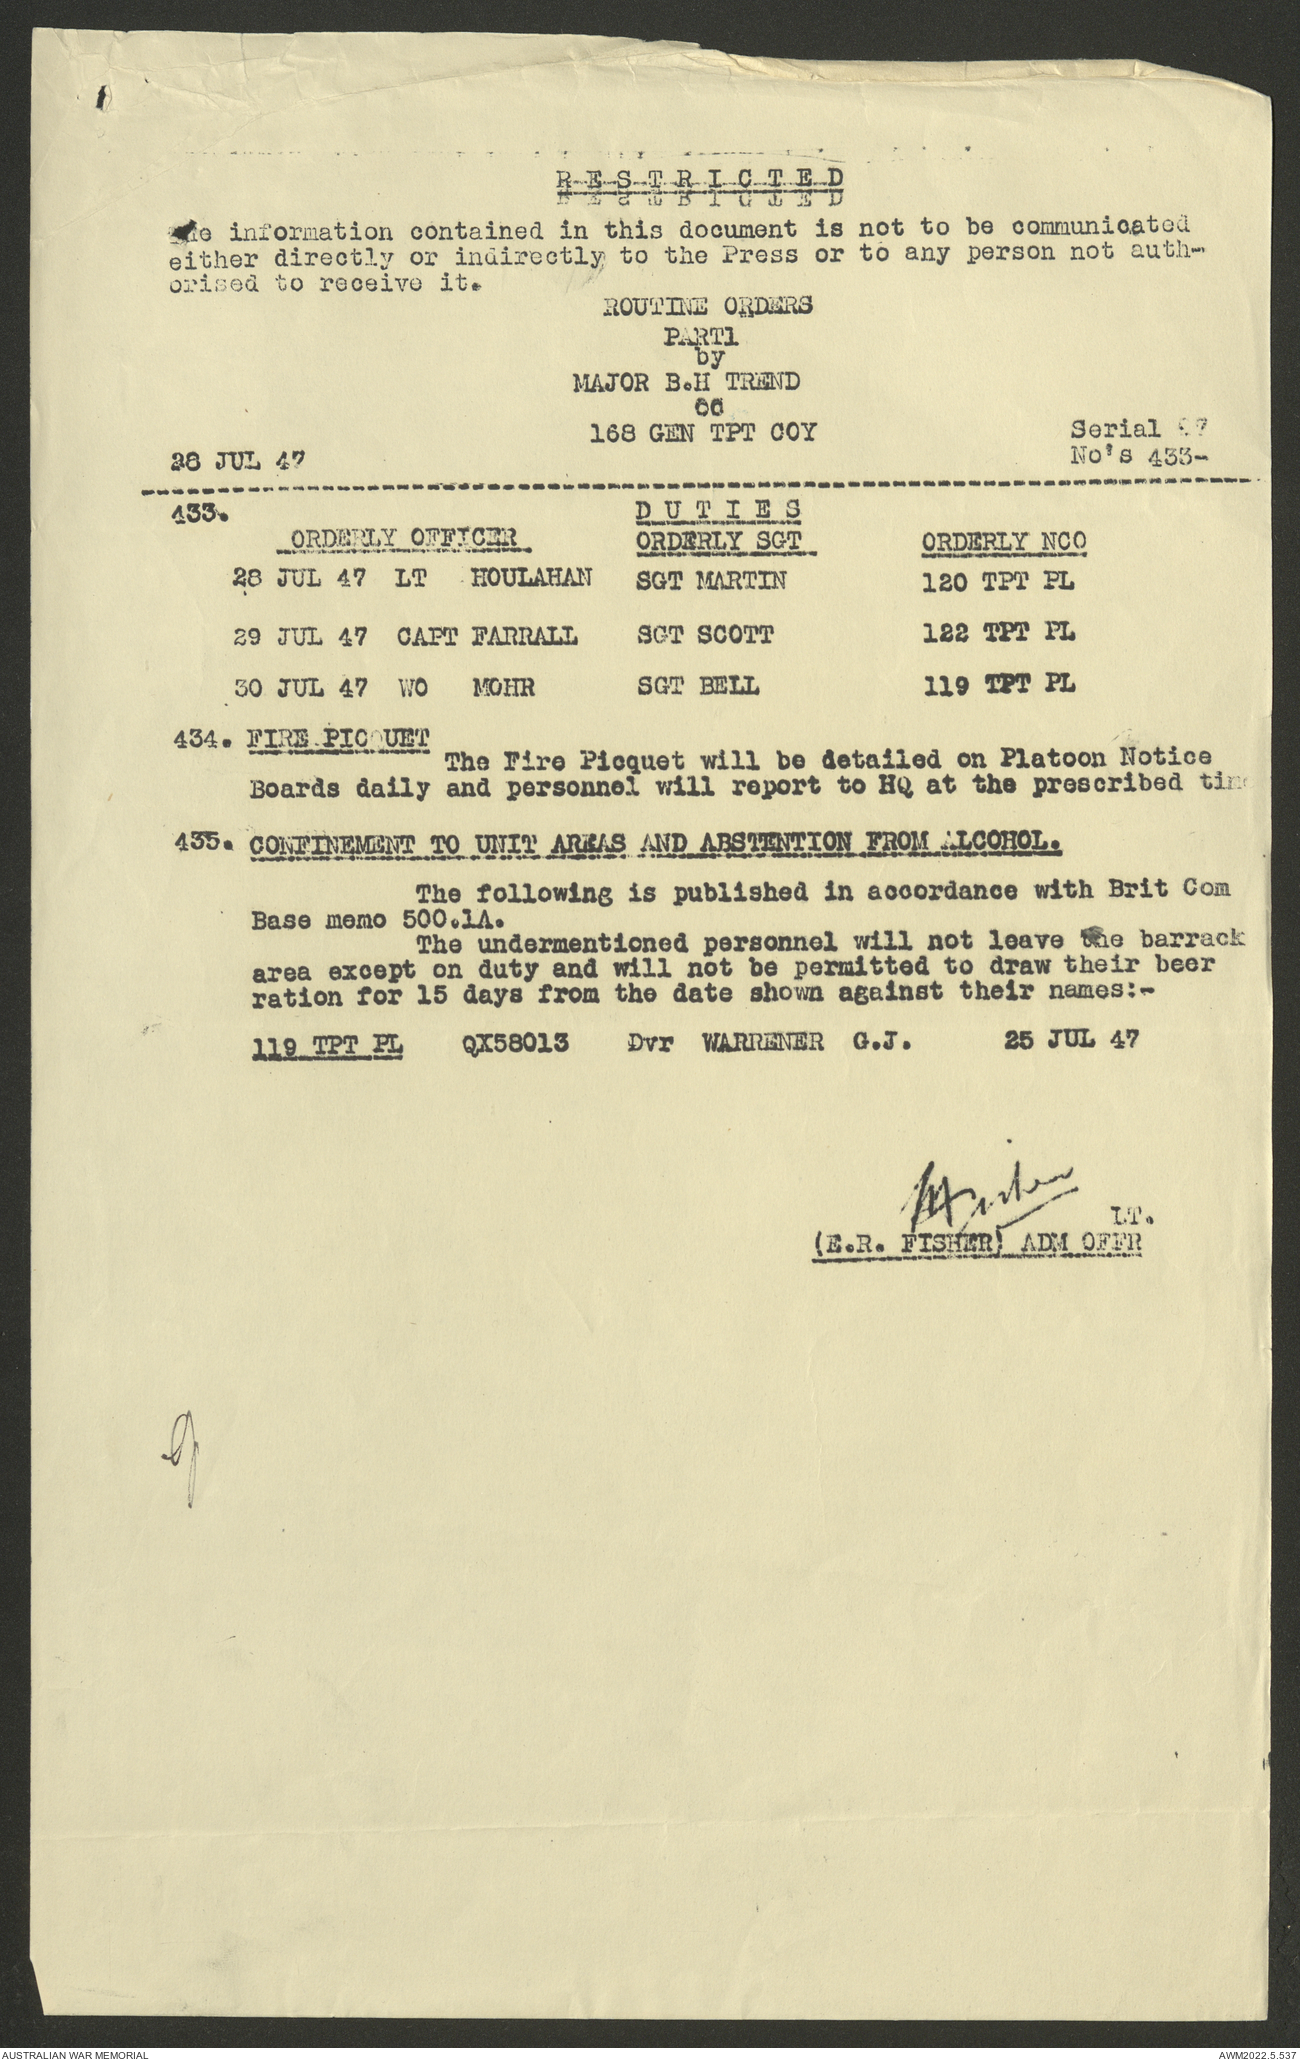 R E S T R I C T E D
The information contained in this document is not to be communicated
either directly or indirectly to the Press or to any person not auth-
orised to receive it.
ROUTINE ORDERS
PART1
by
MAJOR B.H TREND
OC
168 GEN TPT COY
Serial
28 JUL 47 No's 433-
433. D U T I E S
ORDERLY OFFICER ORDERLY SGT ORDERLY NCO
28 JUL 47 LT HOULAHAN SGT MARTIN 120 TPT PL
29 JUL 47 CAPT FARRALL SGT SCOTT 122 TPT PL
30 JUL 47 WO MOHR SGT BELL 119 TPT PL
434. FIRE PICQUET
The Fire Picquet will be detailed on Platoon Notice
Boards daily and personnel will report to HQ at the prescribed time
435. CONFINEMENT TO UNIT AREAS AND ABSTENTION FROM ALCOHOL.
The following is published in accordance with Brit Com
Base memo 500.1A.
The undermentioned personnel will not leave the barrack
area except on duty and will not be permitted to draw their beer
ration for 15 days from the date shown against their names:-
119 TPT PL QX58013 Dvr WARRENER G.J. 25 JUL 47
LT.
(E.R. FISHER) ADM OFFR
AUSTRALIAN WAR MEMORIAL AWM2022.5.537